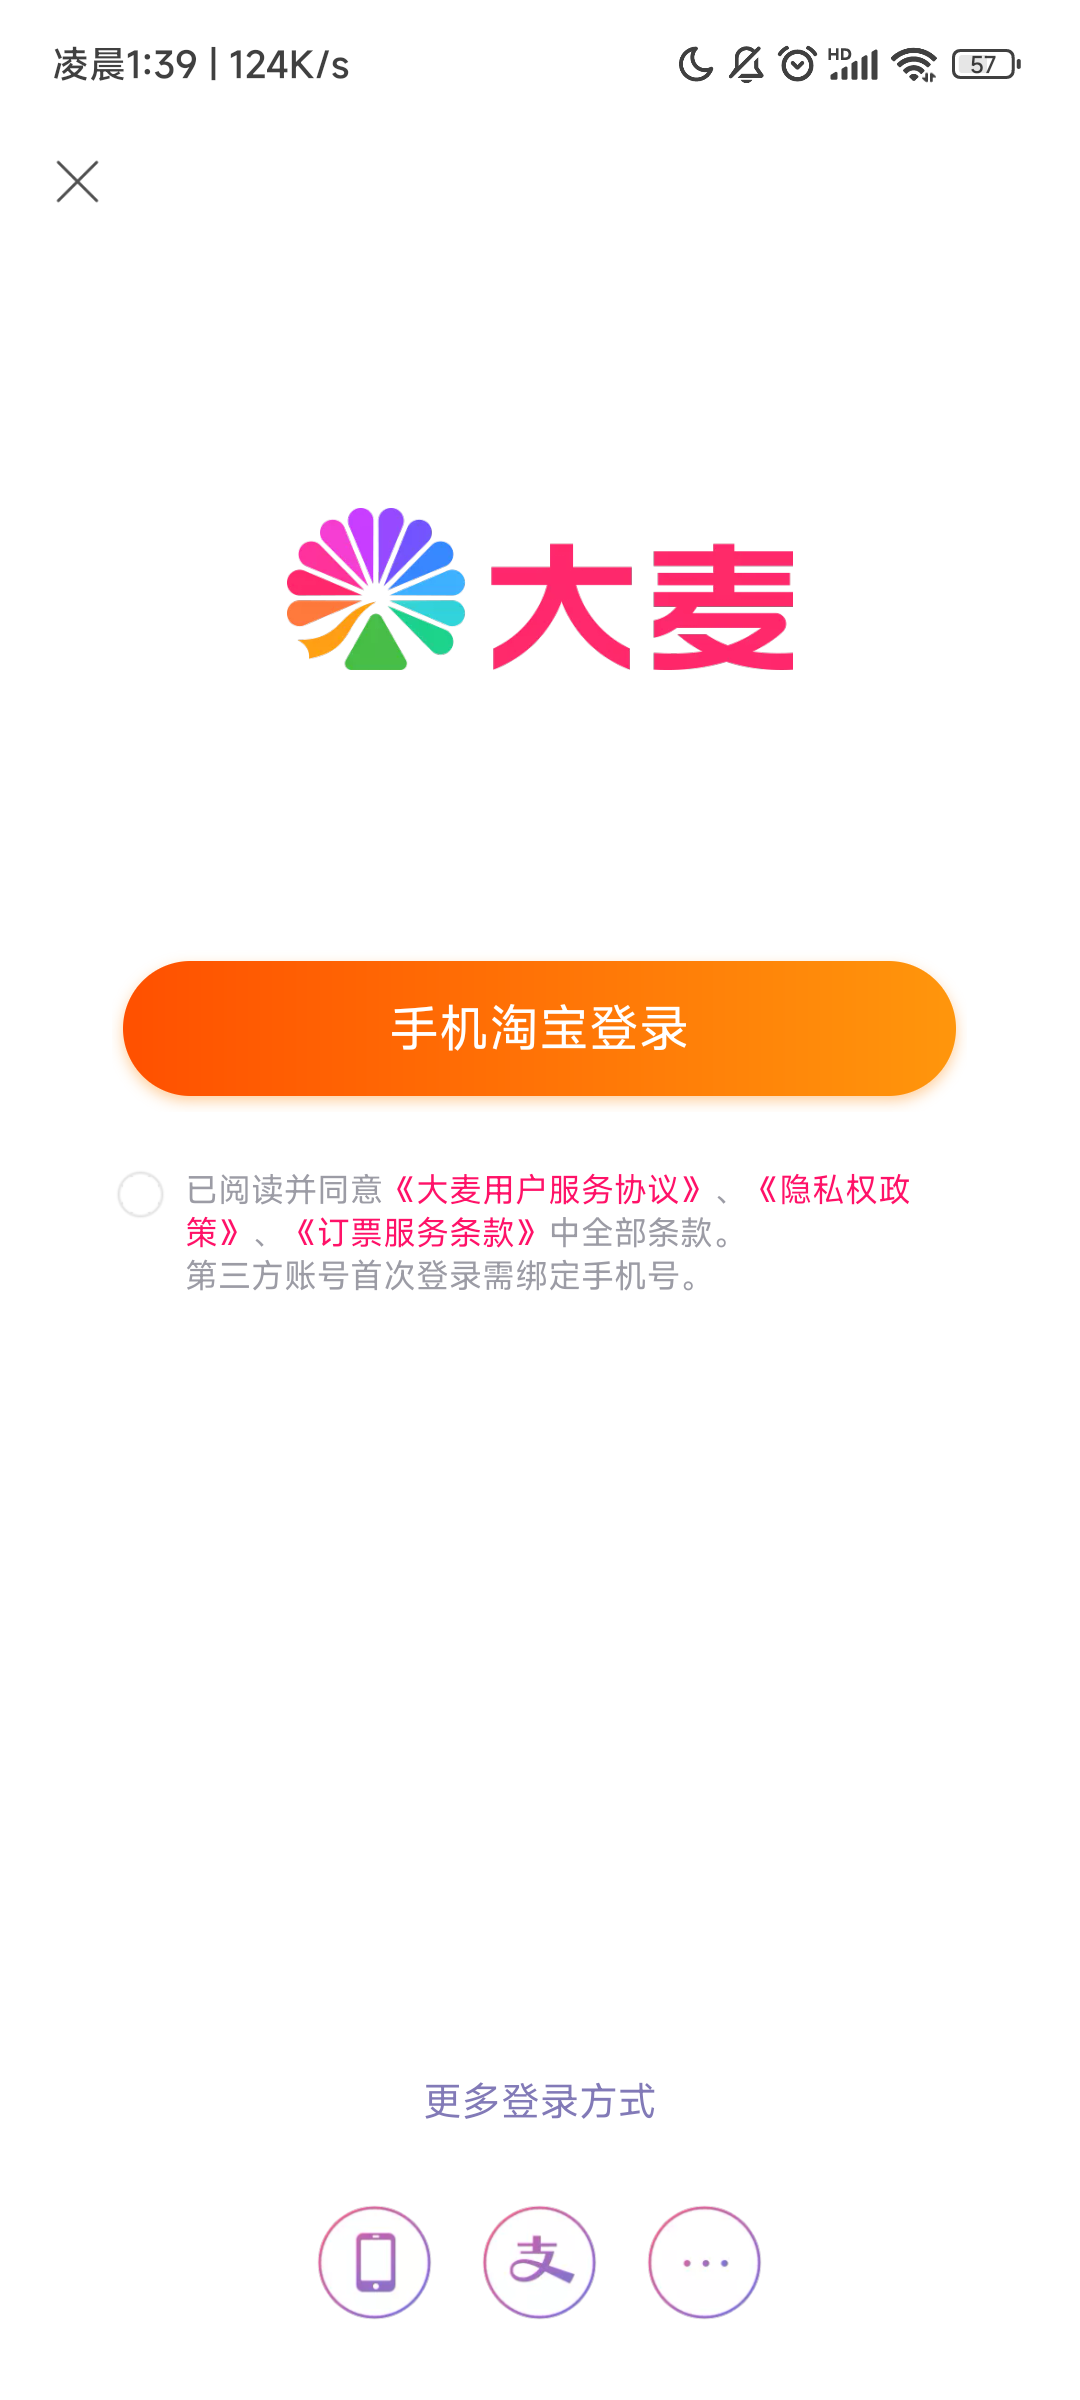 凌晨1:39 | 124K/s
HD
57
大麦
手机淘宝登录
已阅读并同意《大麦用户服务协议》、《隐私权政
策》、《订票服务条款》中全部条款。
第三方账号首次登录需绑定手机号。
更多登录方式
支